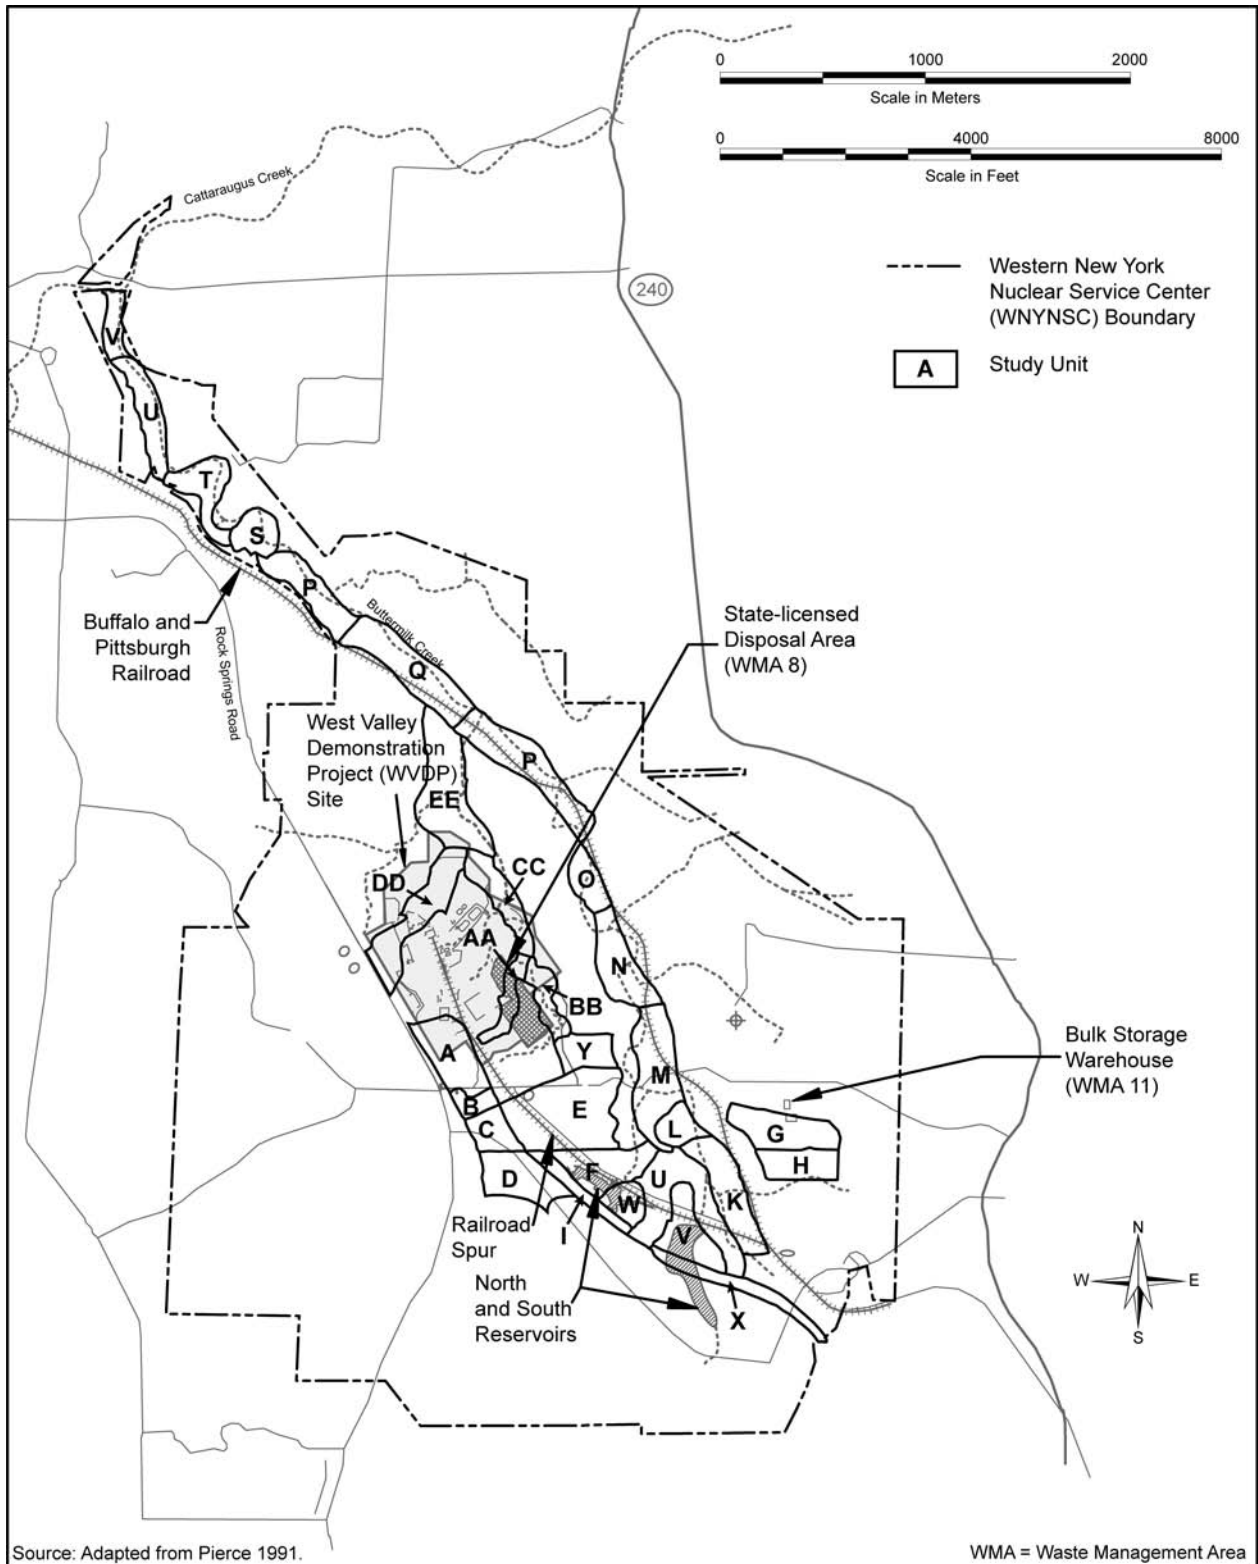 0 1000 2000
Scale in Meters
0 4000 8000
Scale in Feet
Cattaraugus Creek
Western New York
Nuclear Service Center
(WNYNSC) Boundary
240
A
Study Unit
V
U
T
S
P
Buffalo and
Pittsburgh
Railroad
Rock Springs Road
Buttermilk Creek
Q
State-licensed
Disposal Area
(WMA 8)
West Valley
Demonstration
Project (WVDP)
Site
P
EE
CC
DD
O
AA
N
BB
Bulk Storage
Warehouse
(WMA 11)
A
Y
M
B
E
C
L
G
H
D
F
U
W
K
I
V
Railroad
Spur
North
and South
Reservoirs
X
N
W E
S
Source: Adapted from Pierce 1991.
WMA = Waste Management Area